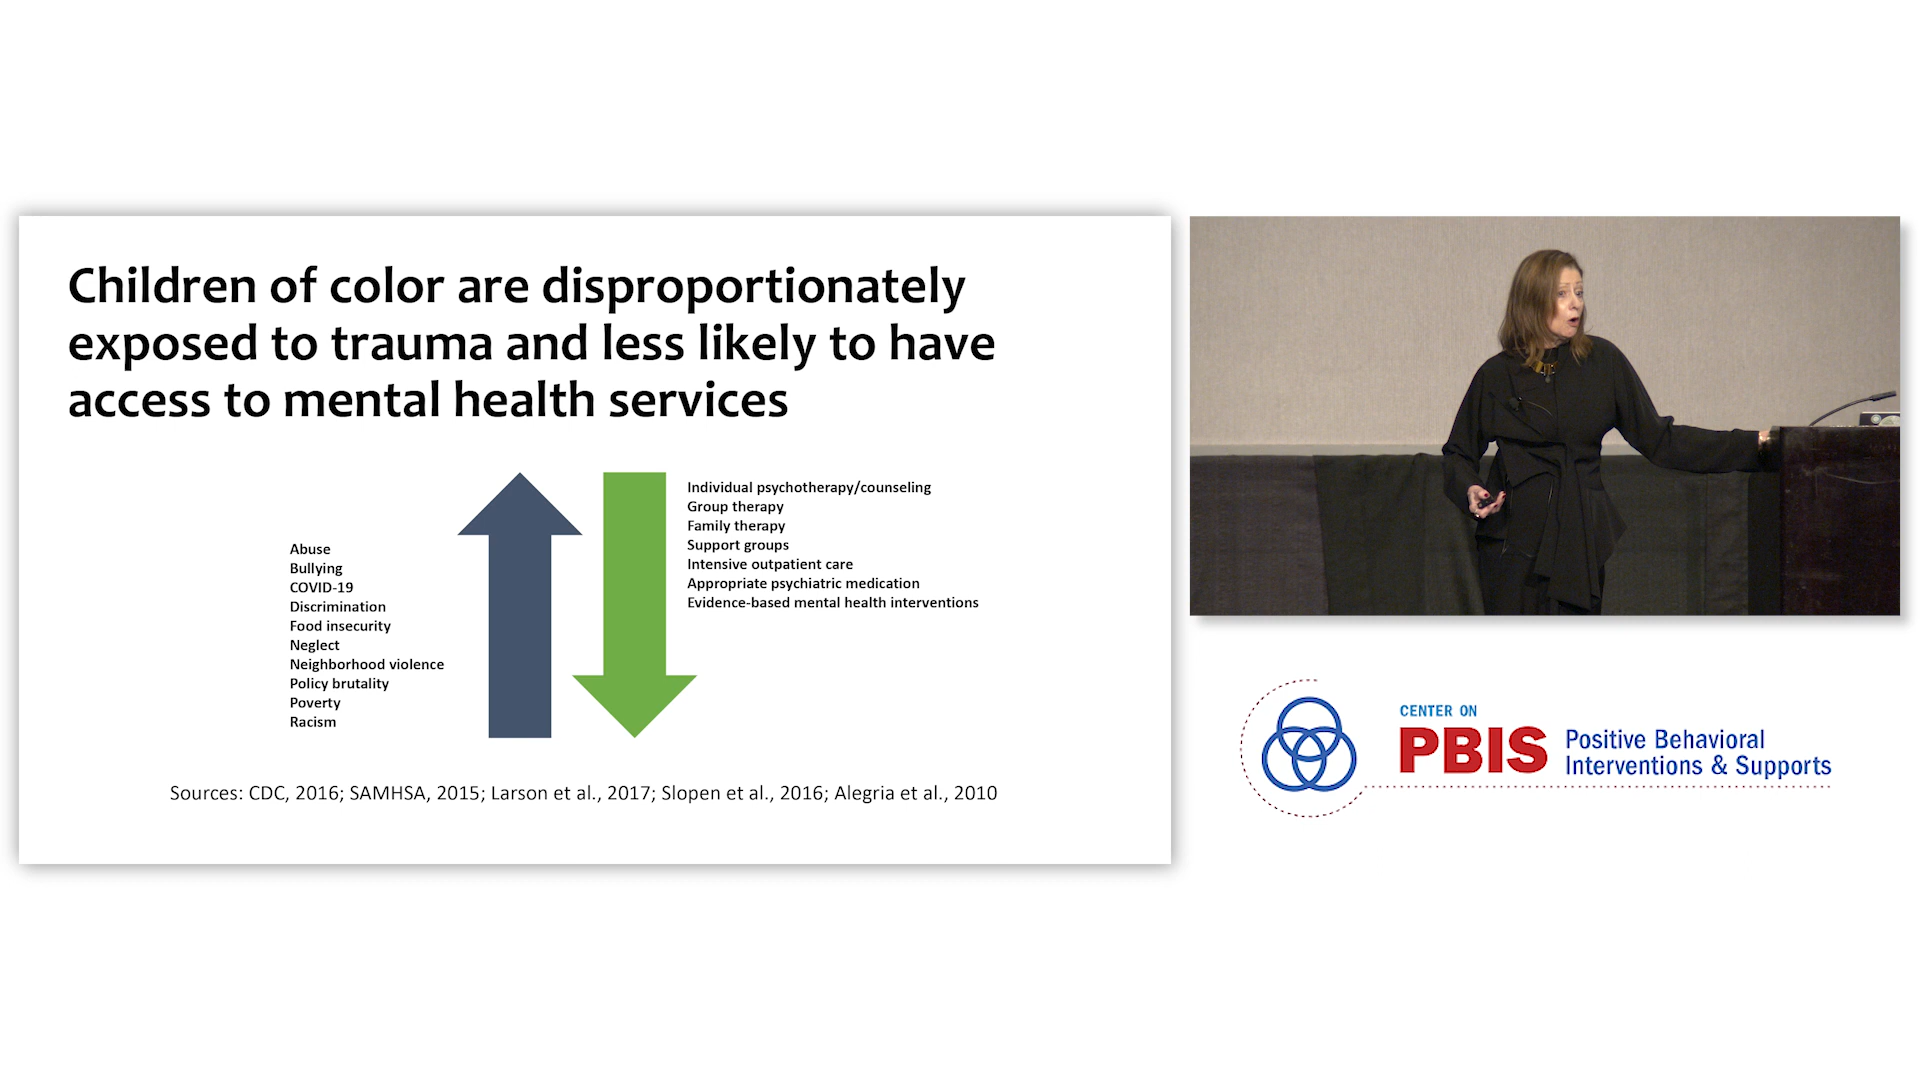 Children of color are disproportionately
exposed to trauma and less likely to have
access to mental health services
Abuse
Bullying
COVID-19
Discrimination
Food insecurity
Neglect
Neighborhood violence
Policy brutality
Poverty
Racism
Individual psychotherapy/counseling
Group therapy
Family therapy
Support groups
Intensive outpatient care
Appropriate psychiatric medication
Evidence-based mental health interventions
Sources: CDC, 2016; SAMHSA, 2015; Larson et al., 2017; Slopen et al., 2016; Alegria et al., 2010
CENTER ON
PBIS
Positive Behavioral
Interventions & Supports